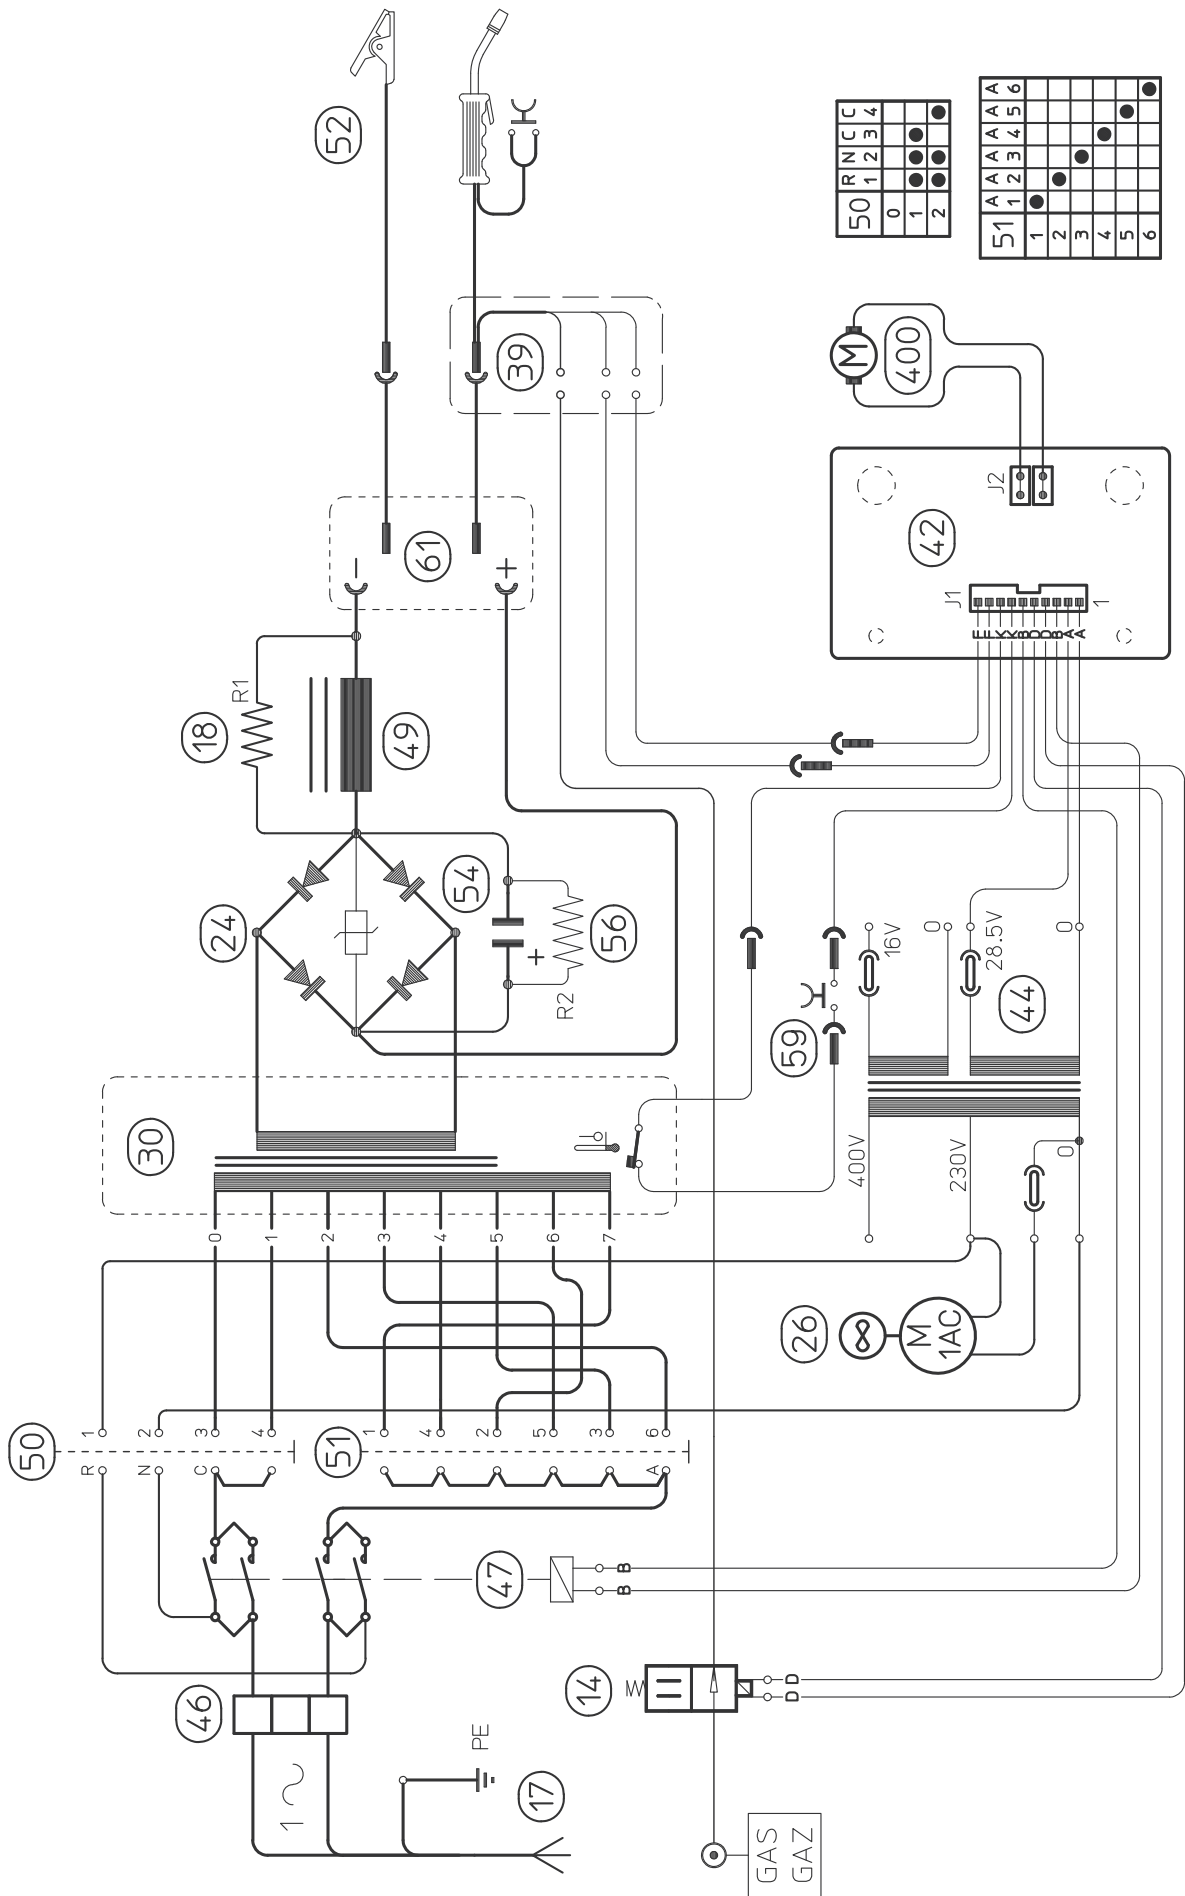 52
39
61
18
R1
49
24
54
56
R2
30
0
1
2
3
4
5
6
7
50
R
N
C
1
2
3
4
51
A
1
4
2
5
3
6
47
B
B
46
1
PE
17
14
D
D
GAS
GAZ
59
44
16V
0
28.5V
0
400V
230V
0
26
M
1AC
42
J1
1
F
F
K
K
B
D
D
B
A
A
J2
M
400
50 R N C C
1 2 3 4
0
1
2
51 A A A A A A
1 2 3 4 5 6
1
2
3
4
5
6